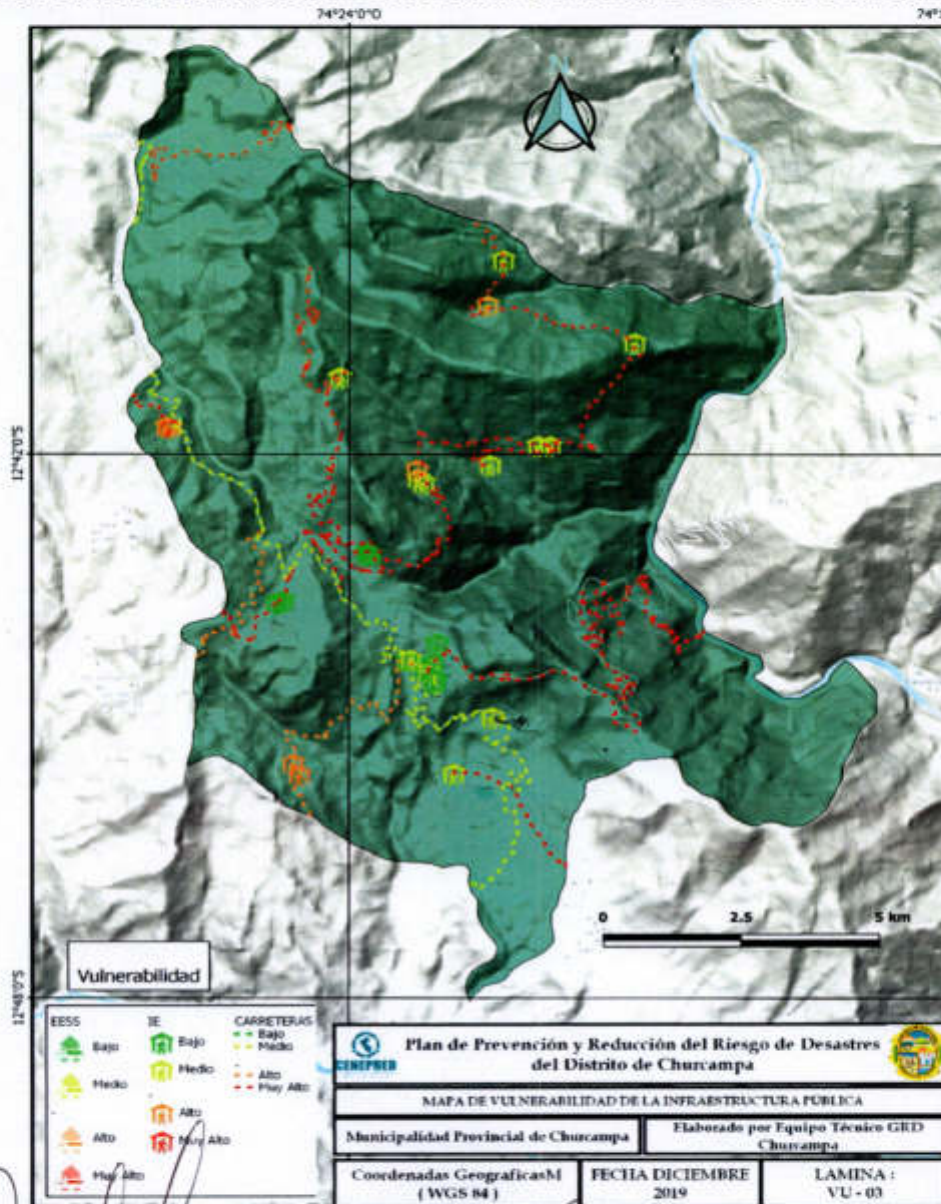 74°24'0"O
N
12°42'0"S
12°48'0"S
0 2.5 5 km
Vulnerabilidad
EESS
Bajo
Medio
Alto
Muy Alto
IE
Bajo
Medio
Alto
Muy Alto
CARRETERAS
Bajo
Medio
Alto
Muy Alto
CENEPRED
Plan de Prevención y Reducción del Riesgo de Desastres
del Distrito de Churcampa
MAPA DE VULNERABILIDAD DE LA INFRAESTRUCTURA PÚBLICA
Municipalidad Provincial de Churcampa
Elaborado por Equipo Técnico GRD
Churcampa
Coordenadas GeograficasM
( WGS 84 )
FECHA DICIEMBRE
2019
LAMINA :
VU - 03